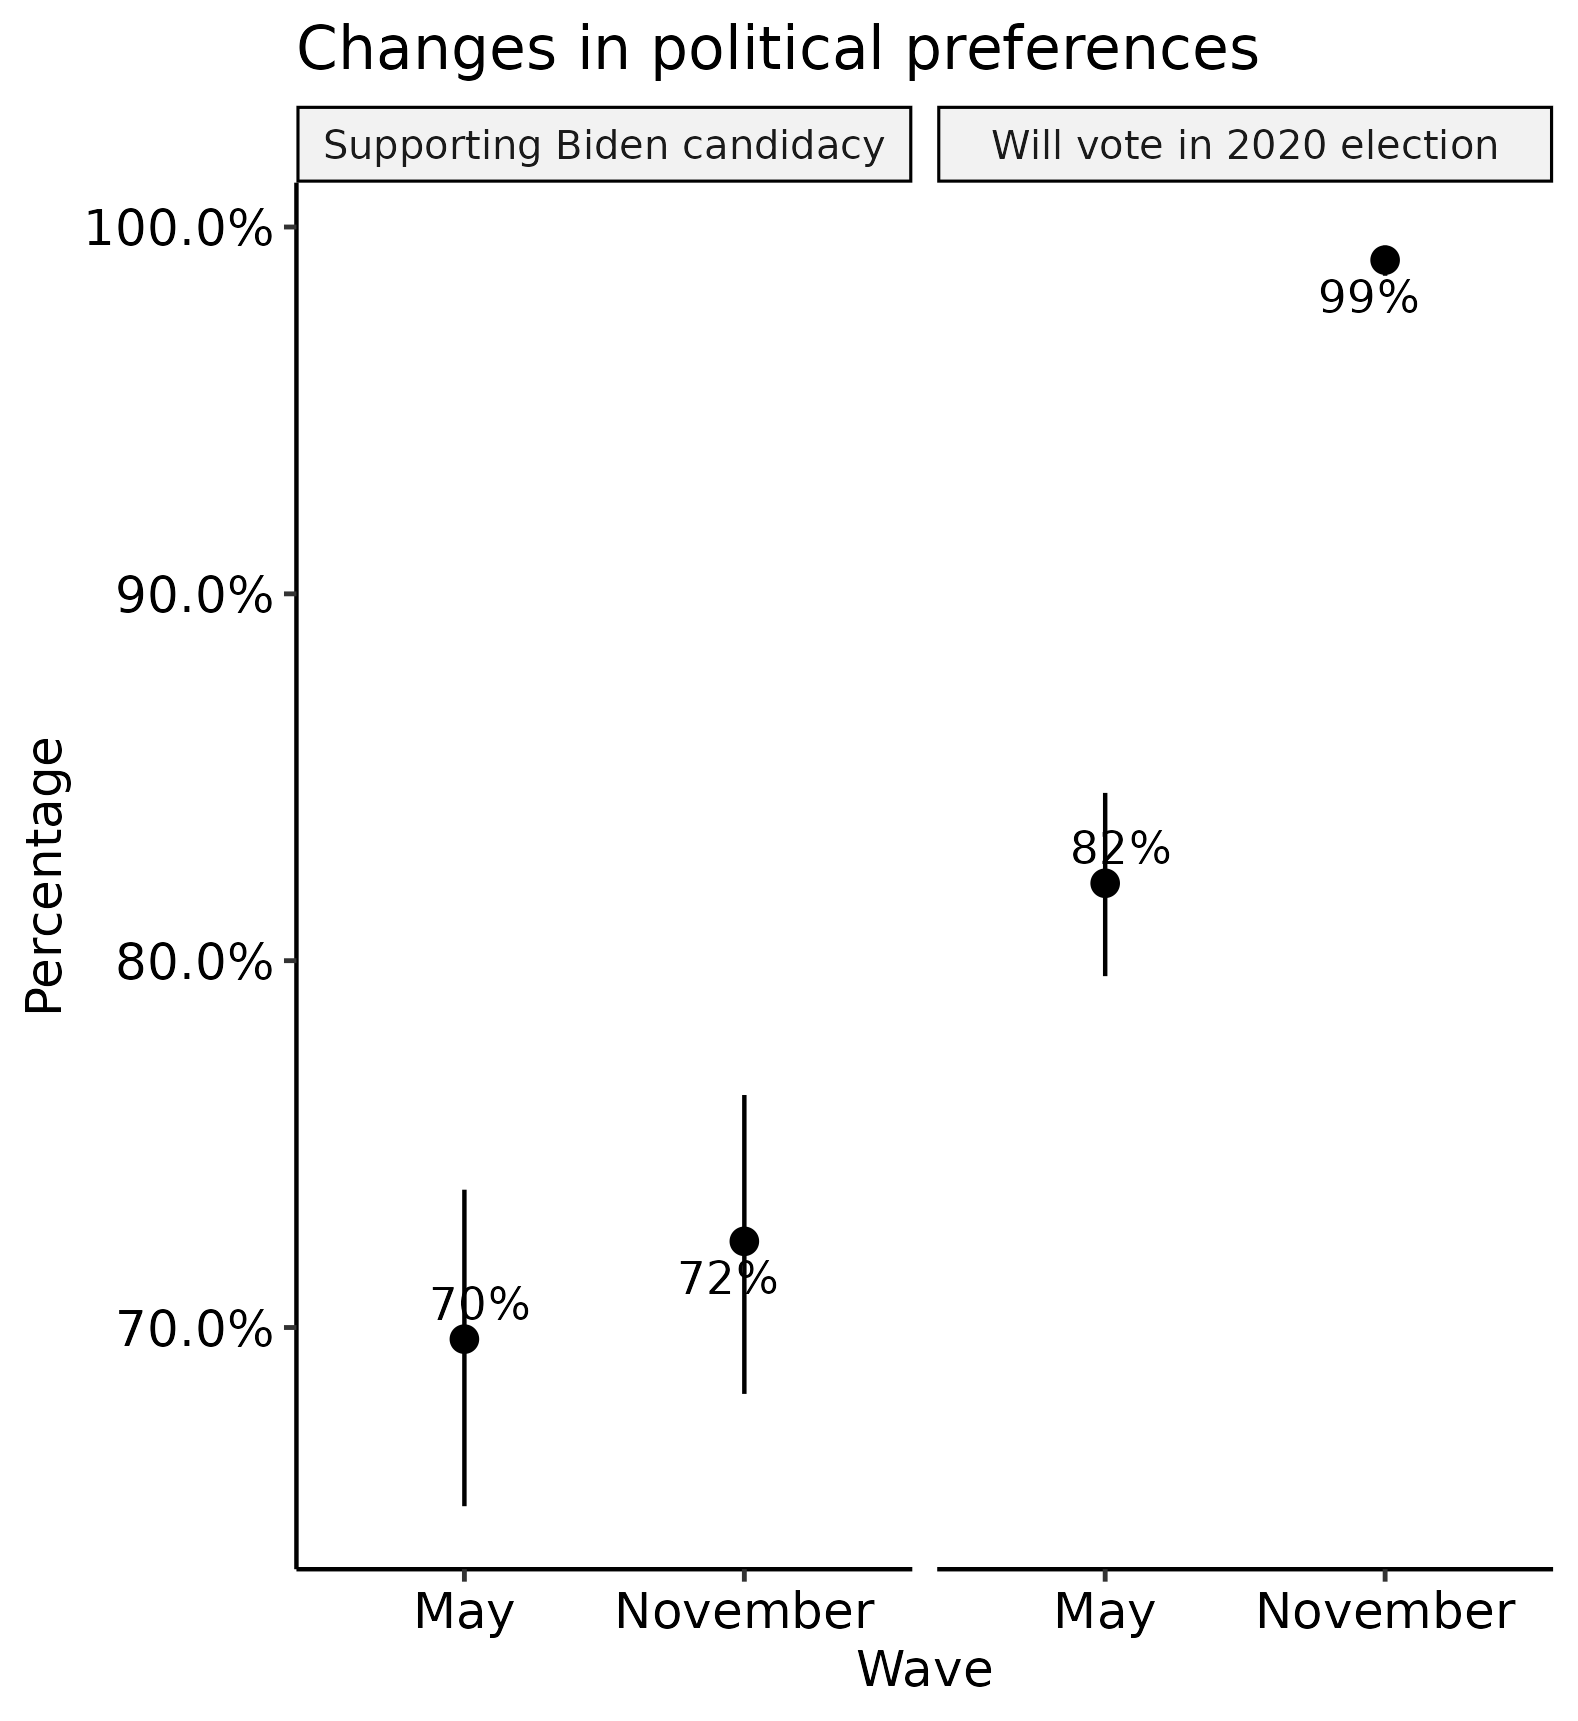 Changes in political preferences
Supporting Biden candidacy
Will vote in 2020 election
100.0%
90.0%
80.0%
70.0%
Percentage
70%
72%
82%
99%
May
November
May
November
Wave